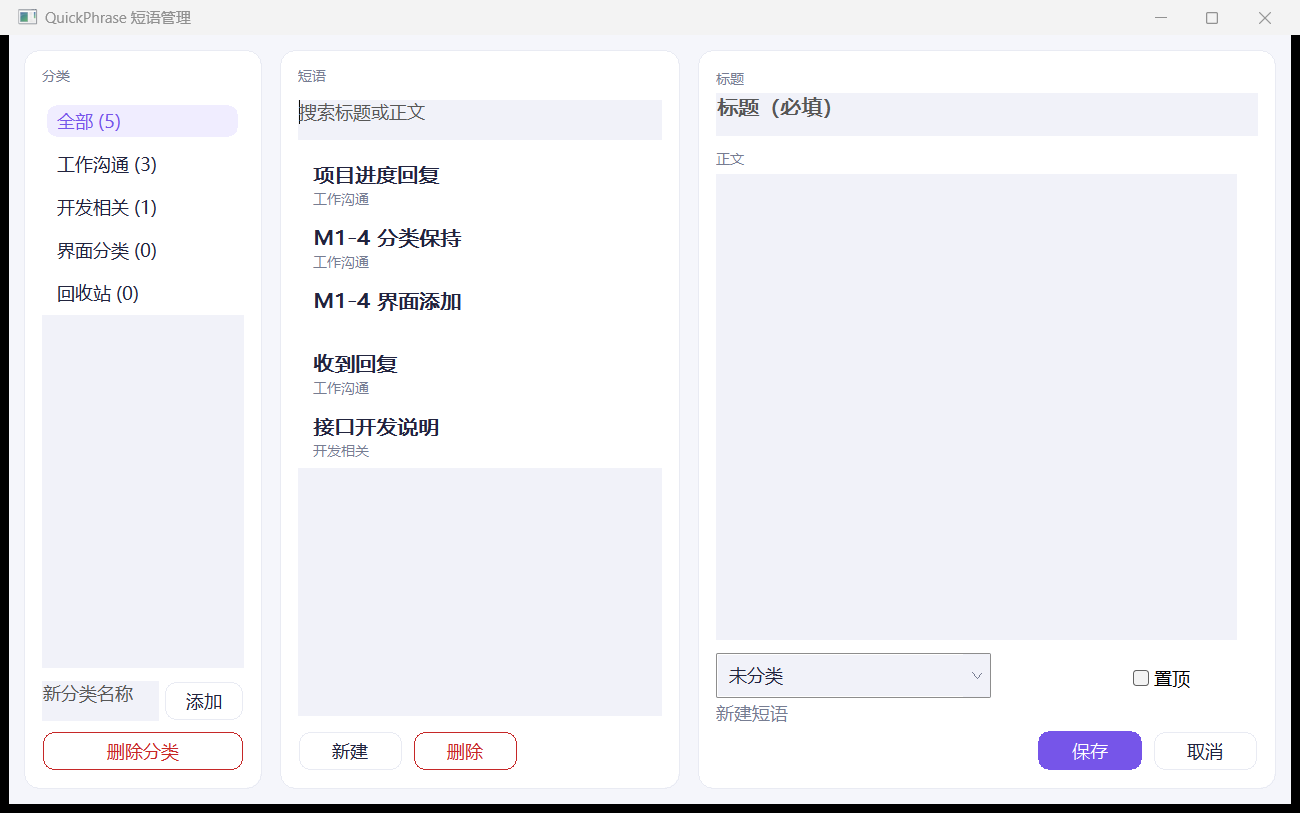 QuickPhrase 短语管理
分类
全部 (5)
工作沟通 (3)
开发相关 (1)
界面分类 (0)
回收站 (0)
新分类名称
添加
删除分类
短语
搜索标题或正文
项目进度回复
工作沟通
M1-4 分类保持
工作沟通
M1-4 界面添加
收到回复
工作沟通
接口开发说明
开发相关
新建
删除
标题
标题（必填）
正文
未分类
置顶
新建短语
保存
取消